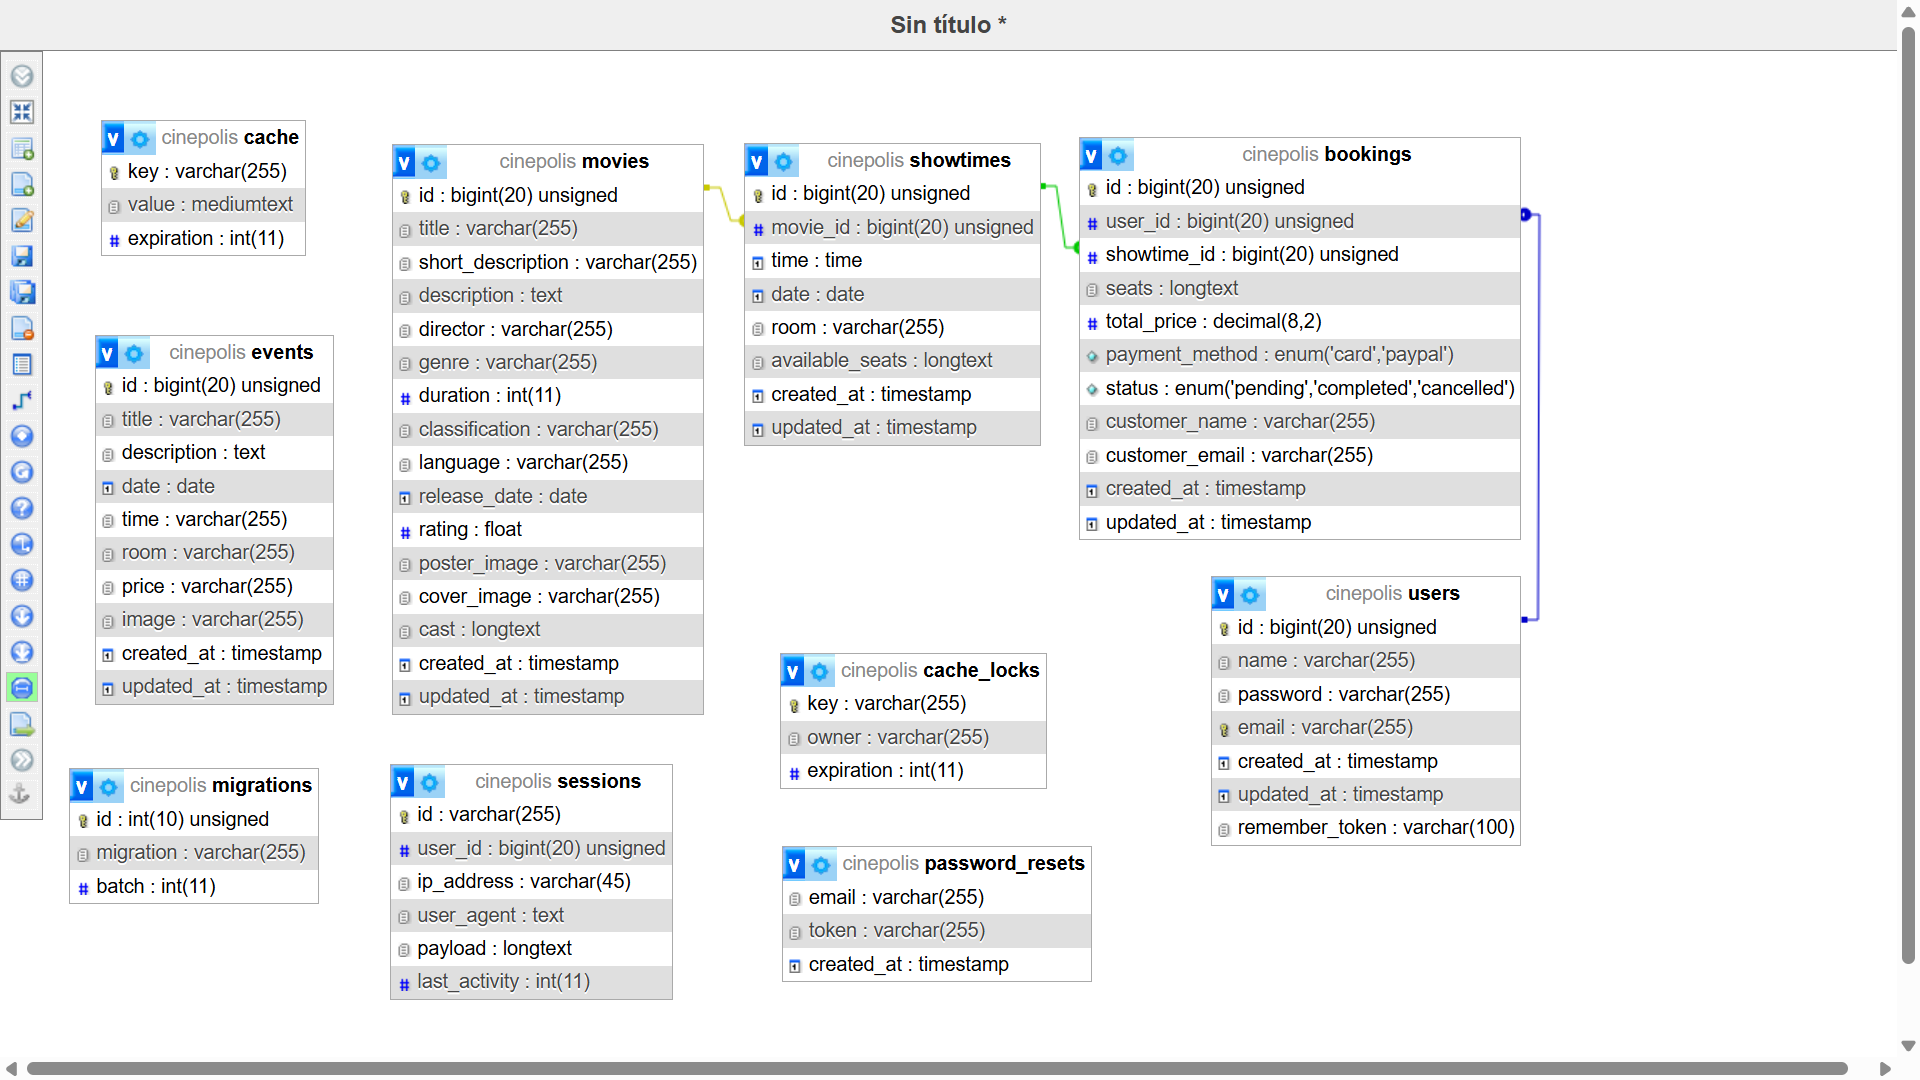 Sin título *
cinepolis cache
key : varchar(255)
value : mediumtext
expiration : int(11)
cinepolis events
id : bigint(20) unsigned
title : varchar(255)
description : text
date : date
time : varchar(255)
room : varchar(255)
price : varchar(255)
image : varchar(255)
created_at : timestamp
updated_at : timestamp
cinepolis migrations
id : int(10) unsigned
migration : varchar(255)
batch : int(11)
cinepolis movies
id : bigint(20) unsigned
title : varchar(255)
short_description : varchar(255)
description : text
director : varchar(255)
genre : varchar(255)
duration : int(11)
classification : varchar(255)
language : varchar(255)
release_date : date
rating : float
poster_image : varchar(255)
cover_image : varchar(255)
cast : longtext
created_at : timestamp
updated_at : timestamp
cinepolis sessions
id : varchar(255)
user_id : bigint(20) unsigned
ip_address : varchar(45)
user_agent : text
payload : longtext
last_activity : int(11)
cinepolis showtimes
id : bigint(20) unsigned
movie_id : bigint(20) unsigned
time : time
date : date
room : varchar(255)
available_seats : longtext
created_at : timestamp
updated_at : timestamp
cinepolis cache_locks
key : varchar(255)
owner : varchar(255)
expiration : int(11)
cinepolis password_resets
email : varchar(255)
token : varchar(255)
created_at : timestamp
cinepolis bookings
id : bigint(20) unsigned
user_id : bigint(20) unsigned
showtime_id : bigint(20) unsigned
seats : longtext
total_price : decimal(8,2)
payment_method : enum('card','paypal')
status : enum('pending','completed','cancelled')
customer_name : varchar(255)
customer_email : varchar(255)
created_at : timestamp
updated_at : timestamp
cinepolis users
id : bigint(20) unsigned
name : varchar(255)
password : varchar(255)
email : varchar(255)
created_at : timestamp
updated_at : timestamp
remember_token : varchar(100)